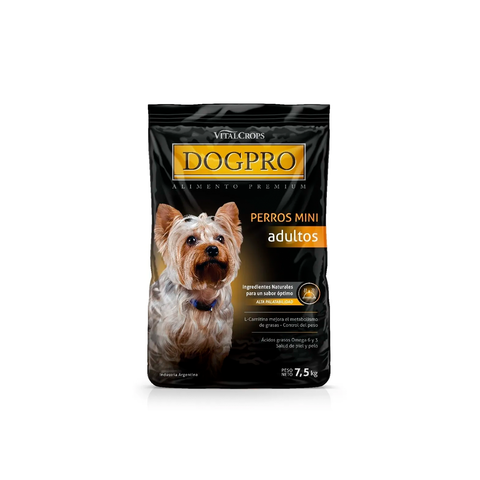 VITALCROPS
DOGPRO
ALIMENTO PREMIUM
PERROS MINI
adultos
Ingredientes Naturales
para un sabor óptimo
ALTA PALATABILIDAD
L-Carnitina mejora el metabolismo
de grasas - Control del peso
Ácidos grasos Omega 6 y 3
Salud de piel y pelo
Industria Argentina
PESO
NETO 7,5 kg